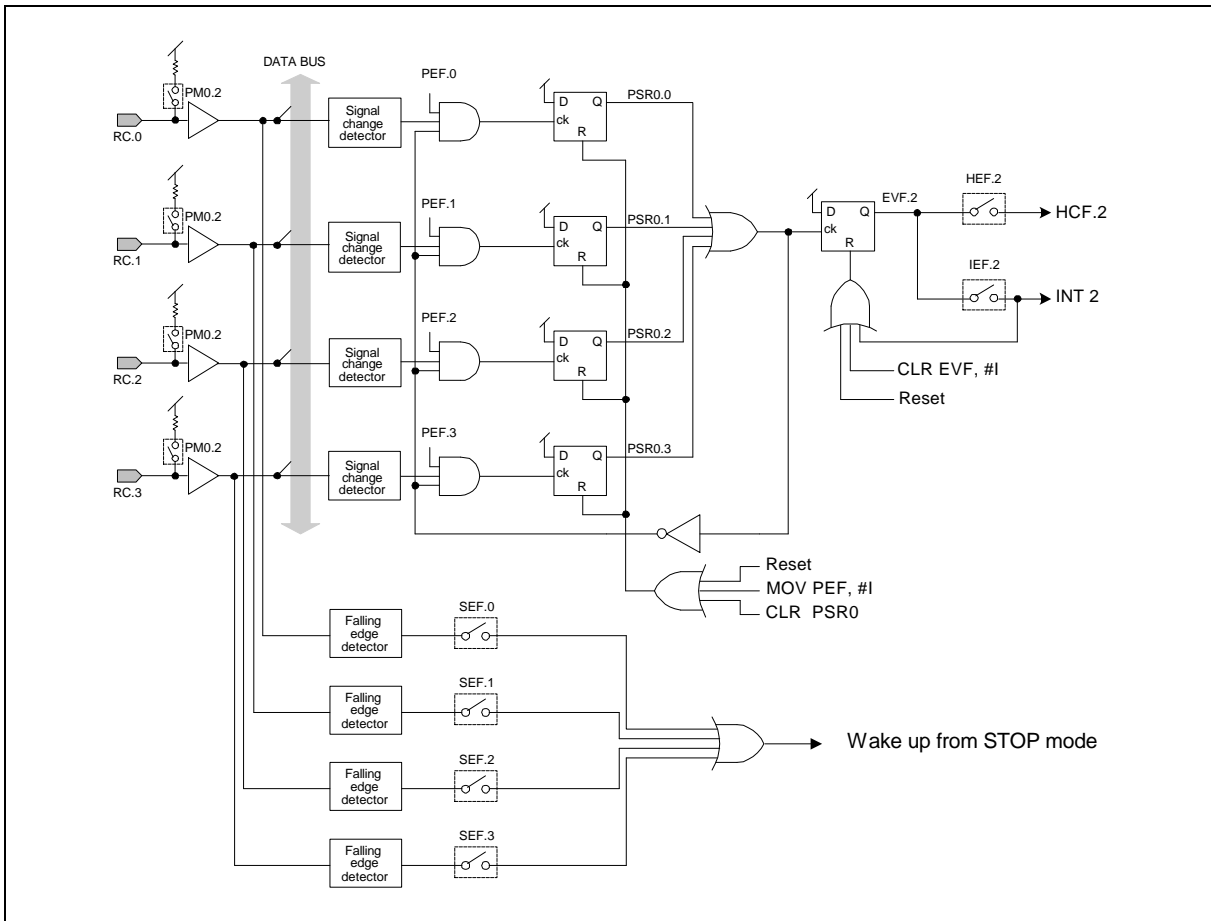 DATA BUS
PM0.2
RC.0
Signal
change
detector
PEF.0
D
Q
ck
R
PSR0.0
PM0.2
RC.1
Signal
change
detector
PEF.1
D
Q
ck
R
PSR0.1
PM0.2
RC.2
Signal
change
detector
PEF.2
D
Q
ck
R
PSR0.2
PM0.2
RC.3
Signal
change
detector
PEF.3
D
Q
ck
R
PSR0.3
D
Q
ck
R
EVF.2
HEF.2
HCF.2
IEF.2
INT 2
CLR EVF, #I
Reset
Reset
MOV PEF, #I
CLR PSR0
Falling
edge
detector
SEF.0
Falling
edge
detector
SEF.1
Falling
edge
detector
SEF.2
Falling
edge
detector
SEF.3
Wake up from STOP mode